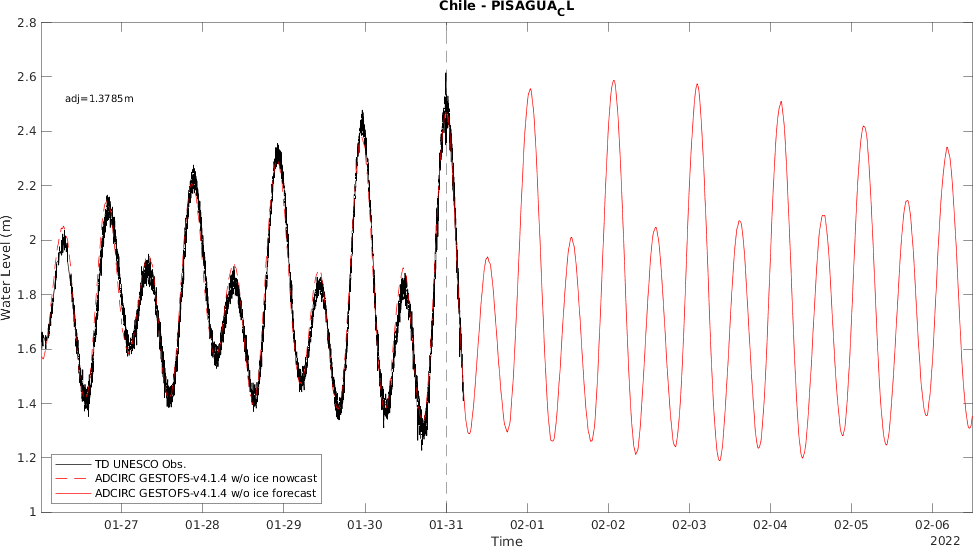 Chile - PISAGUA_CL
2.8
2.6
2.4
2.2
2
1.8
1.6
1.4
1.2
1
Water Level (m)
adj=1.3785m
TD UNESCO Obs.
ADCIRC GESTOFS-v4.1.4 w/o ice nowcast
ADCIRC GESTOFS-v4.1.4 w/o ice forecast
01-27 01-28 01-29 01-30 01-31 02-01 02-02 02-03 02-04 02-05 02-06
Time
2022